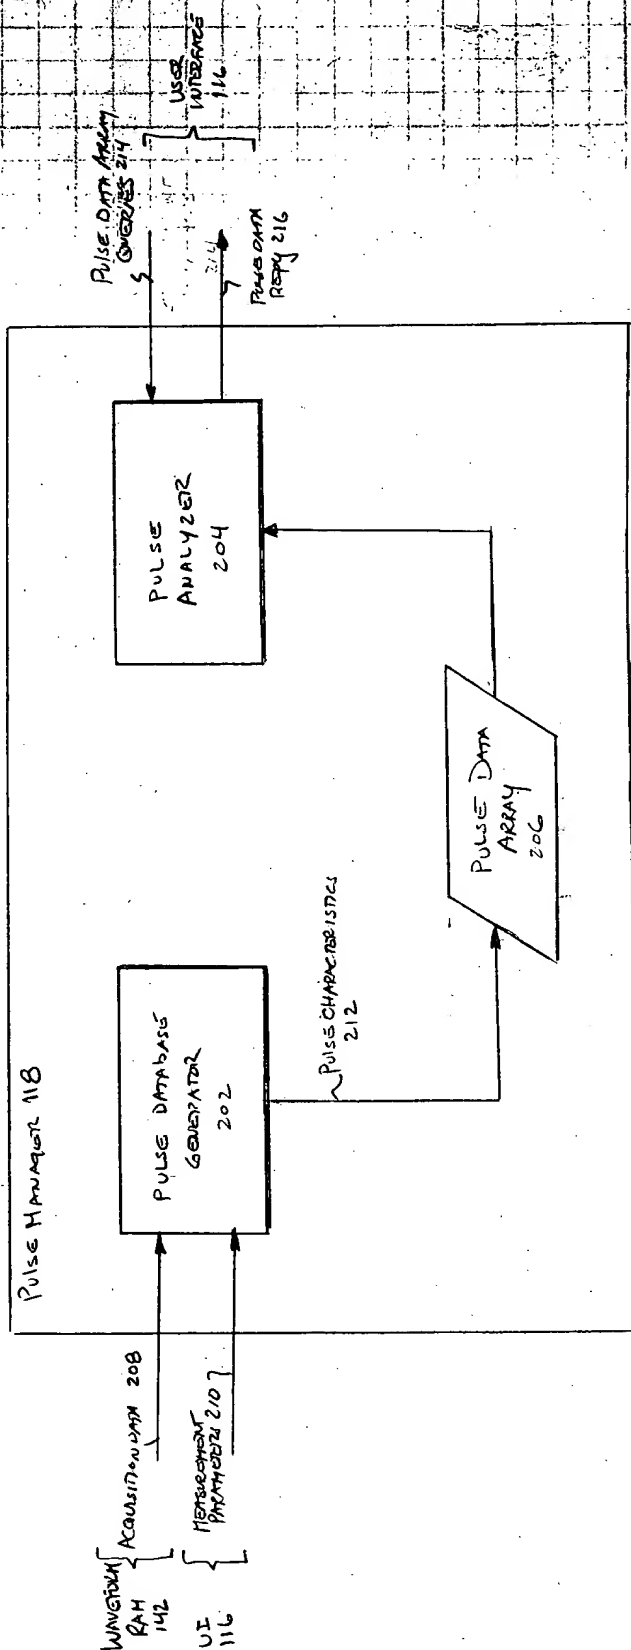 Pulse Manager 118
WAVEFORM
RAM
142
ACQUISITION DATA 208
UI
116
MEASUREMENT
PARAMETERS 210
PULSE DATABASE
GENERATOR
202
PULSE CHARACTERISTICS
212
PULSE DATA
ARRAY
206
PULSE
ANALYZER
204
PULSE DATA ARRAY
QUERIES 214
214
PULSE DATA
REPLY 216
USER
INTERFACE
116